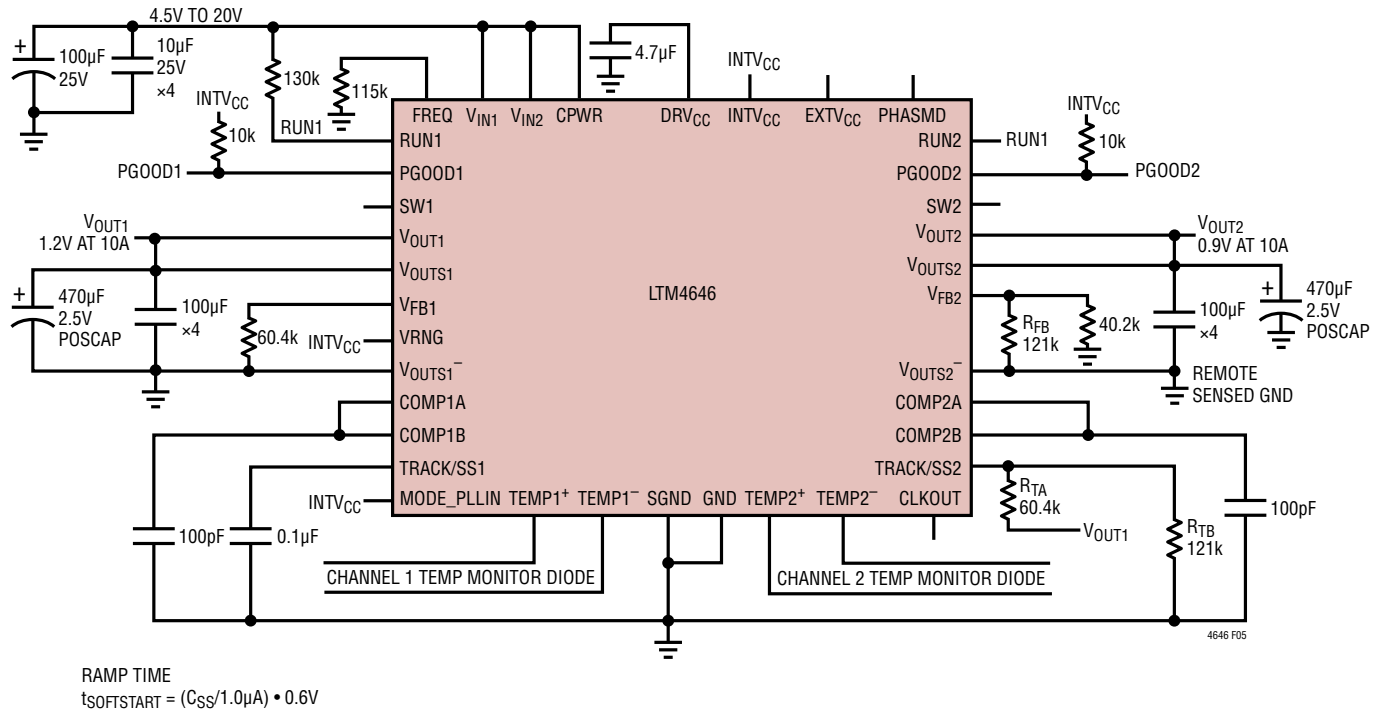 4.5V TO 20V
+
100µF
25V
10µF
25V
×4
130k
115k
4.7µF
INTVCC
INTVCC
10k
RUN1
PGOOD1
FREQ
VIN1
VIN2
CPWR
DRVCC
INTVCC
EXTVCC
PHASMD
RUN1
PGOOD1
SW1
VOUT1
VOUTS1
VFB1
VRNG
VOUTS1–
COMP1A
COMP1B
TRACK/SS1
MODE_PLLIN
TEMP1+
TEMP1–
SGND
GND
TEMP2+
TEMP2–
CLKOUT
LTM4646
RUN2
PGOOD2
SW2
VOUT2
VOUTS2
VFB2
VOUTS2–
COMP2A
COMP2B
TRACK/SS2
RUN1
INTVCC
10k
PGOOD2
VOUT1
1.2V AT 10A
+
470µF
2.5V
POSCAP
100µF
×4
60.4k
INTVCC
INTVCC
100pF
0.1µF
VOUT2
0.9V AT 10A
RFB
121k
40.2k
100µF
×4
+
470µF
2.5V
POSCAP
REMOTE
SENSED GND
RTA
60.4k
VOUT1
RTB
121k
100pF
CHANNEL 1 TEMP MONITOR DIODE
CHANNEL 2 TEMP MONITOR DIODE
4646 F05
RAMP TIME
tSOFTSTART = (CSS/1.0µA) • 0.6V